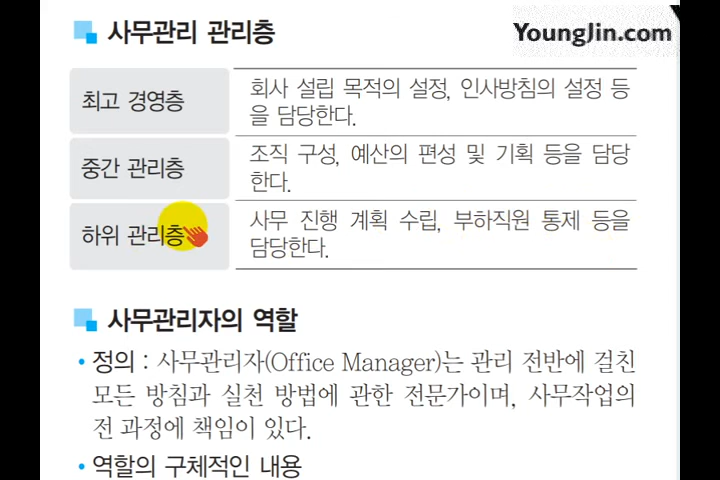 사무관리 관리층
YoungJin.com
최고 경영층
회사 설립 목적의 설정, 인사방침의 설정 등
을 담당한다.
중간 관리층
조직 구성, 예산의 편성 및 기획 등을 담당
한다.
하위 관리층
사무 진행 계획 수립, 부하직원 통제 등을
담당한다.
사무관리자의 역할
• 정의 : 사무관리자(Office Manager)는 관리 전반에 걸친
모든 방침과 실천 방법에 관한 전문가이며, 사무작업의
전 과정에 책임이 있다.
• 역할의 구체적인 내용